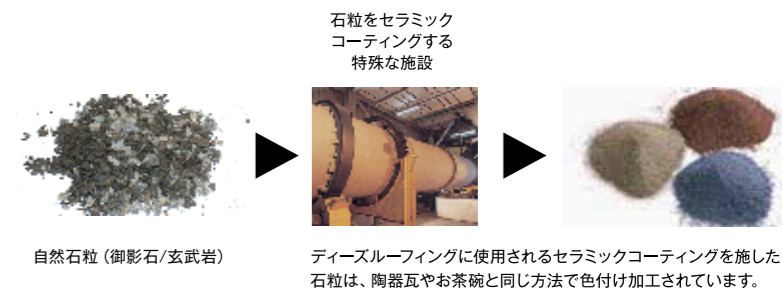 石粒をセラミック
コーティングする
特殊な施設
自然石粒（御影石/玄武岩）
ディーズルーフィングに使用されるセラミックコーティングを施した
石粒は、陶器瓦やお茶碗と同じ方法で色付け加工されています。